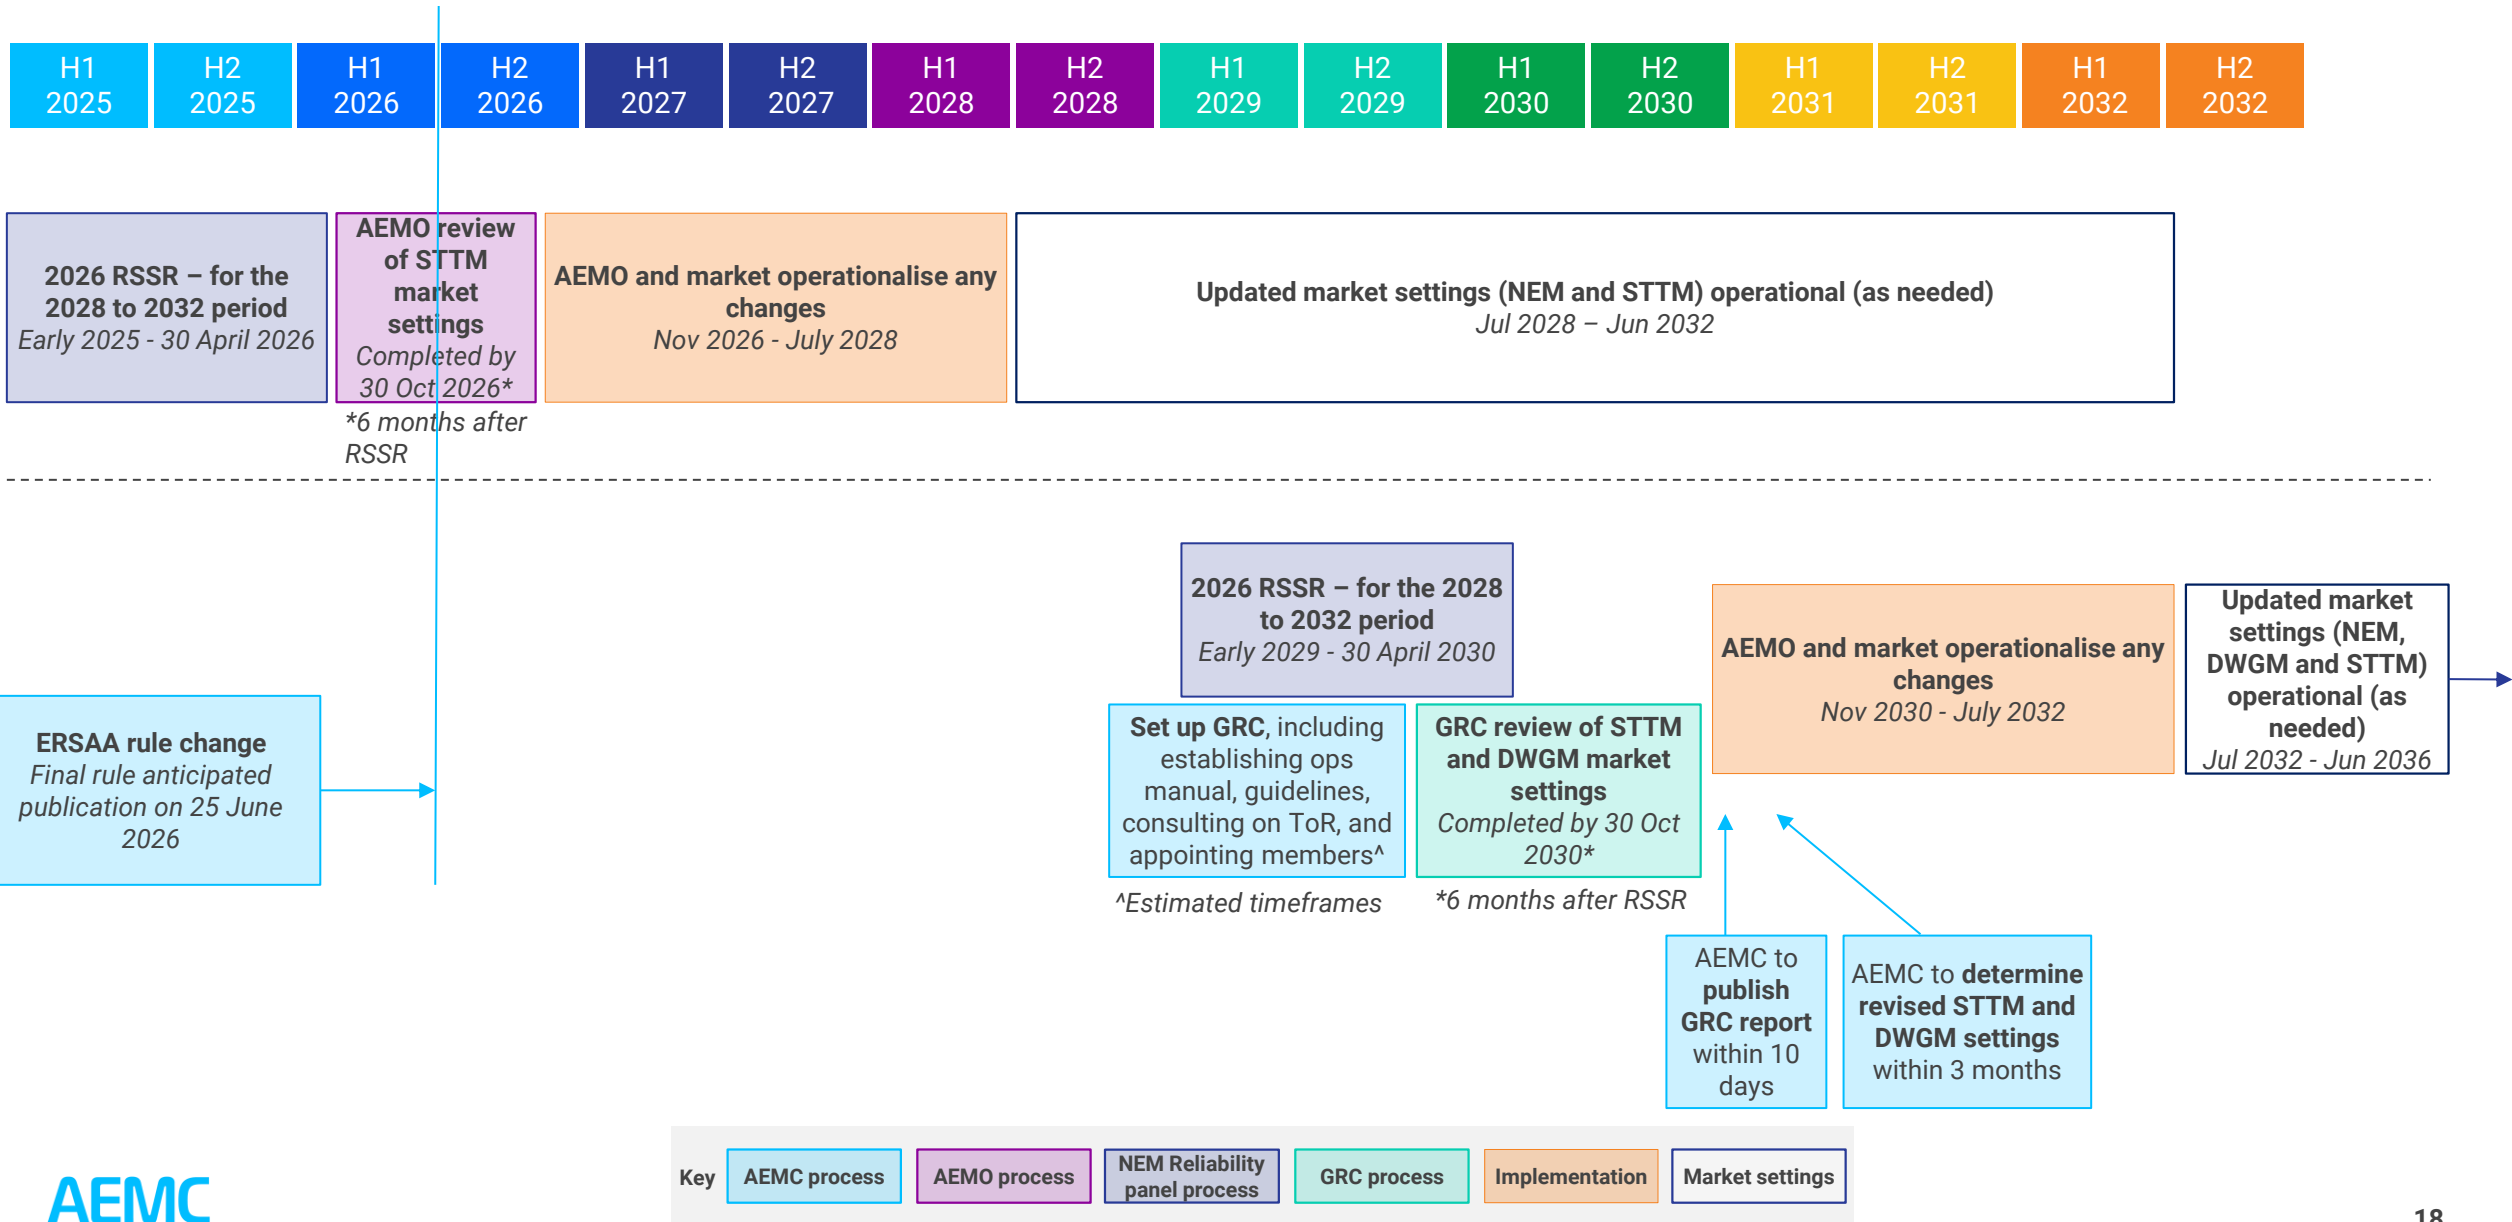 H1
2025
H2
2025
H1
2026
H2
2026
H1
2027
H2
2027
H1
2028
H2
2028
H1
2029
H2
2029
H1
2030
H2
2030
H1
2031
H2
2031
H1
2032
H2
2032
2026 RSSR – for the
2028 to 2032 period
Early 2025 - 30 April 2026
AEMO review
of STTM
market
settings
Completed by
30 Oct 2026*
*6 months after
RSSR
AEMO and market operationalise any
changes
Nov 2026 - July 2028
Updated market settings (NEM and STTM) operational (as needed)
Jul 2028 – Jun 2032
ERSAA rule change
Final rule anticipated
publication on 25 June
2026
2026 RSSR – for the 2028
to 2032 period
Early 2029 - 30 April 2030
Set up GRC, including
establishing ops
manual, guidelines,
consulting on ToR, and
appointing members^
^Estimated timeframes
GRC review of STTM
and DWGM market
settings
Completed by 30 Oct
2030*
*6 months after RSSR
AEMO and market operationalise any
changes
Nov 2030 - July 2032
Updated market
settings (NEM,
DWGM and STTM)
operational (as
needed)
Jul 2032 - Jun 2036
AEMC to
publish
GRC report
within 10
days
AEMC to determine
revised STTM and
DWGM settings
within 3 months
Key
AEMC process
AEMO process
NEM Reliability
panel process
GRC process
Implementation
Market settings
AEMC
18